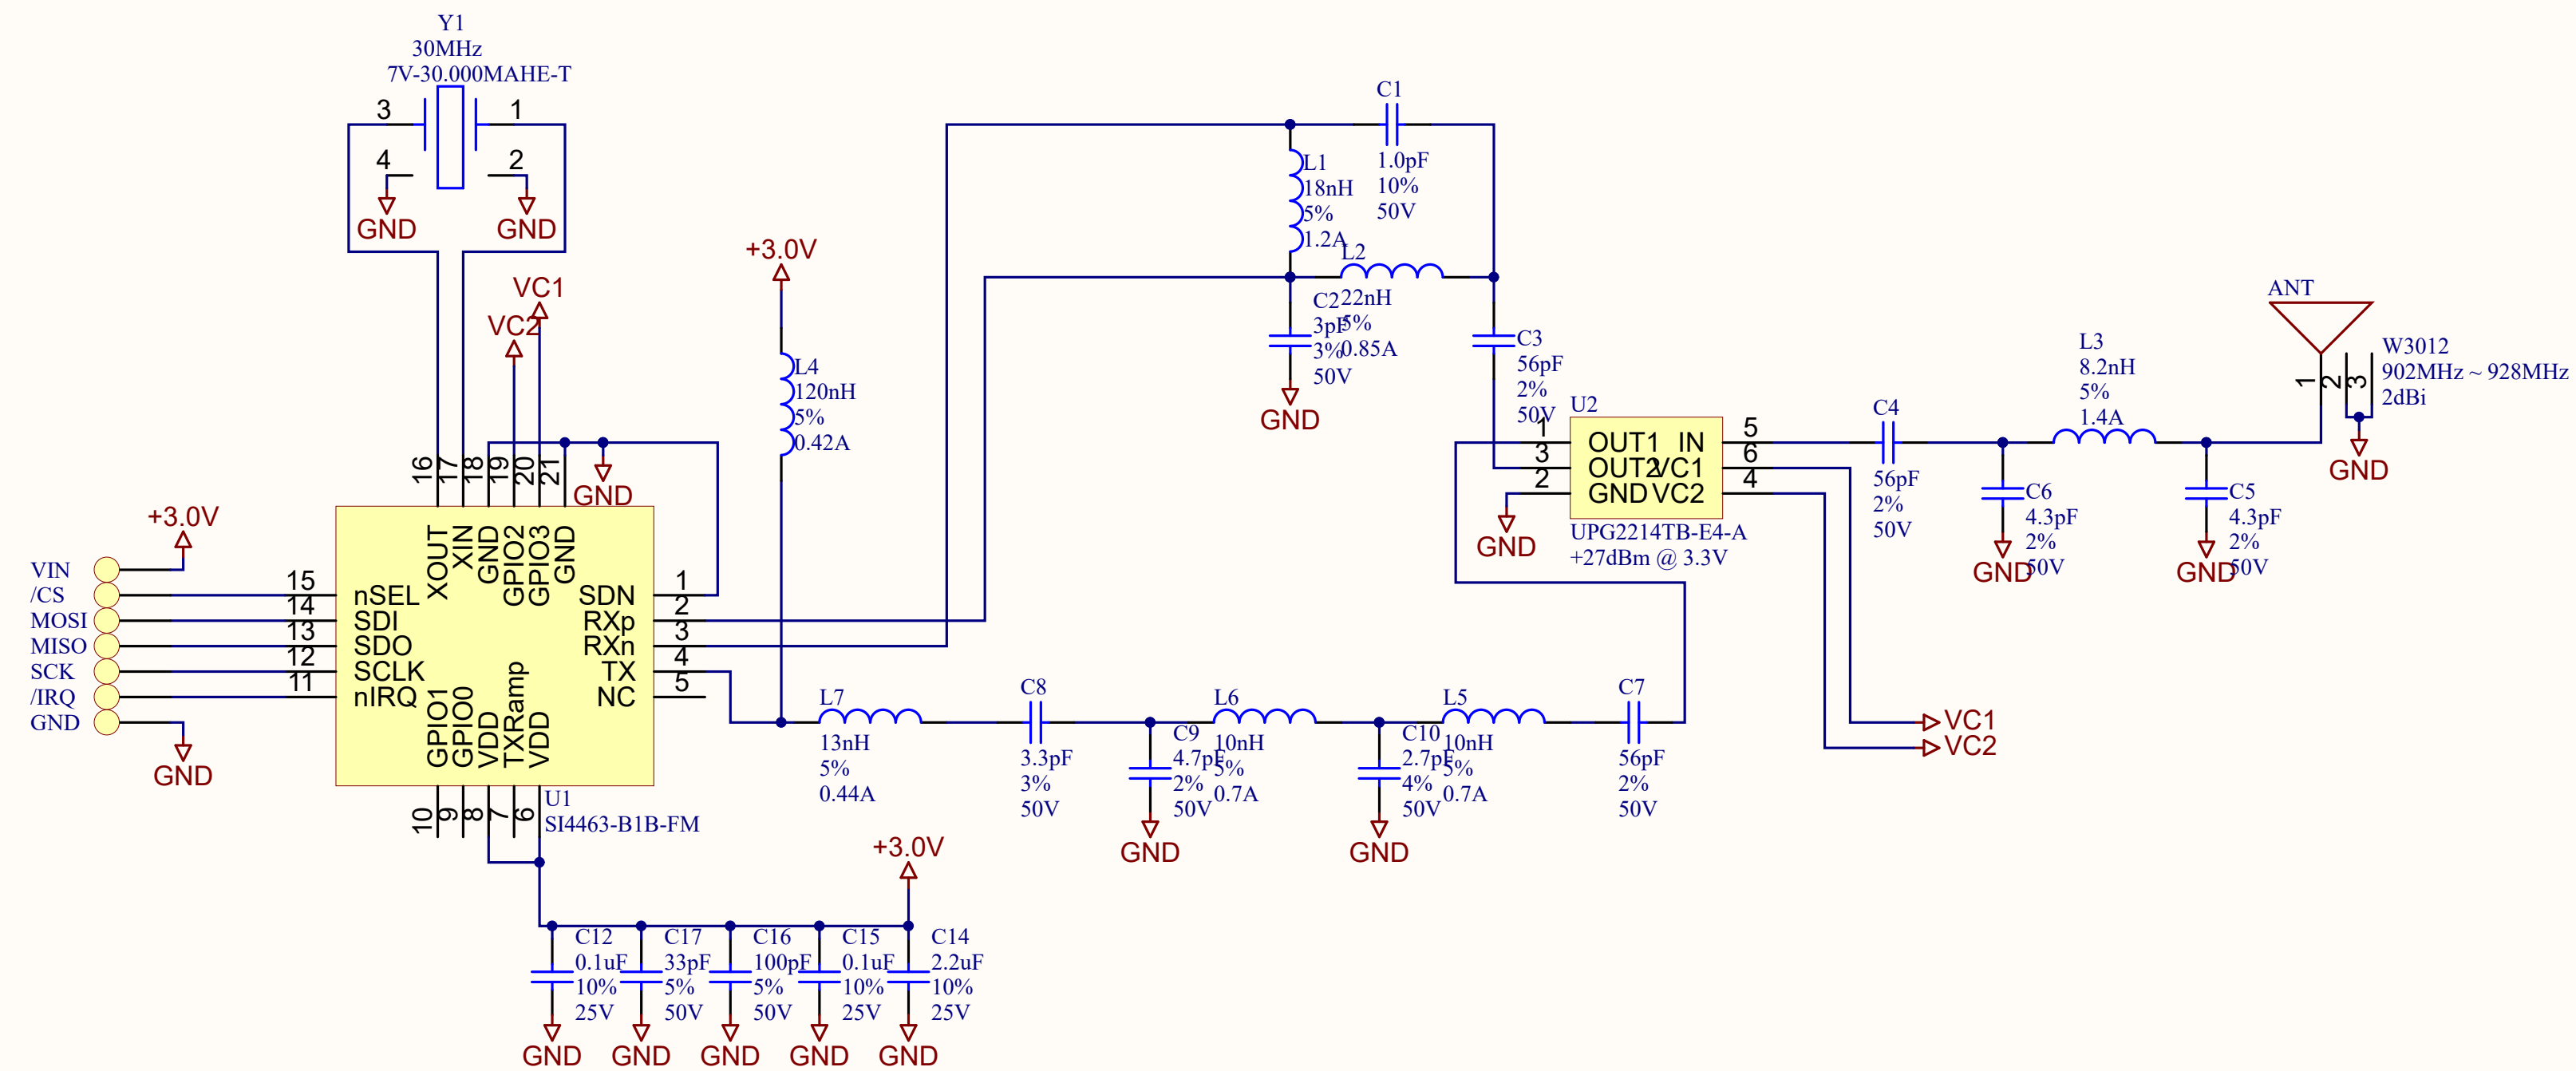 Y1
30MHz
7V-30.000MAHE-T
3
1
4
2
GND
GND
VC1
VC2
16
17
18
19
20
21
GND
+3.0V
L4
120nH
5%
0.42A
C1
1.0pF
10%
50V
L1
18nH
5%
1.2A
L2
22nH
5%
0.85A
C2
3pF
3%
50V
GND
C3
56pF
2%
50V
U2
1
3
2
OUT1
OUT2
GND
IN
VC1
VC2
5
6
4
UPG2214TB-E4-A
+27dBm @ 3.3V
GND
C4
56pF
2%
50V
C6
4.3pF
2%
50V
GND
L3
8.2nH
5%
1.4A
C5
4.3pF
2%
50V
GND
ANT
1
2
3
W3012
902MHz ~ 928MHz
2dBi
GND
+3.0V
VIN
/CS
MOSI
MISO
SCK
/IRQ
GND
GND
15
14
13
12
11
nSEL
SDI
SDO
SCLK
nIRQ
XOUT
XIN
GND
GPIO2
GPIO3
GND
SDN
RXp
RXn
TX
NC
1
2
3
4
5
GPIO1
GPIO0
VDD
TXRamp
VDD
10
9
8
7
6
U1
SI4463-B1B-FM
L7
13nH
5%
0.44A
C8
3.3pF
3%
50V
C9
4.7pF
2%
50V
GND
L6
10nH
5%
0.7A
C10
2.7pF
4%
50V
GND
L5
10nH
5%
0.7A
C7
56pF
2%
50V
VC1
VC2
+3.0V
C12
0.1uF
10%
25V
GND
C17
33pF
5%
50V
GND
C16
100pF
5%
50V
GND
C15
0.1uF
10%
25V
GND
C14
2.2uF
10%
25V
GND